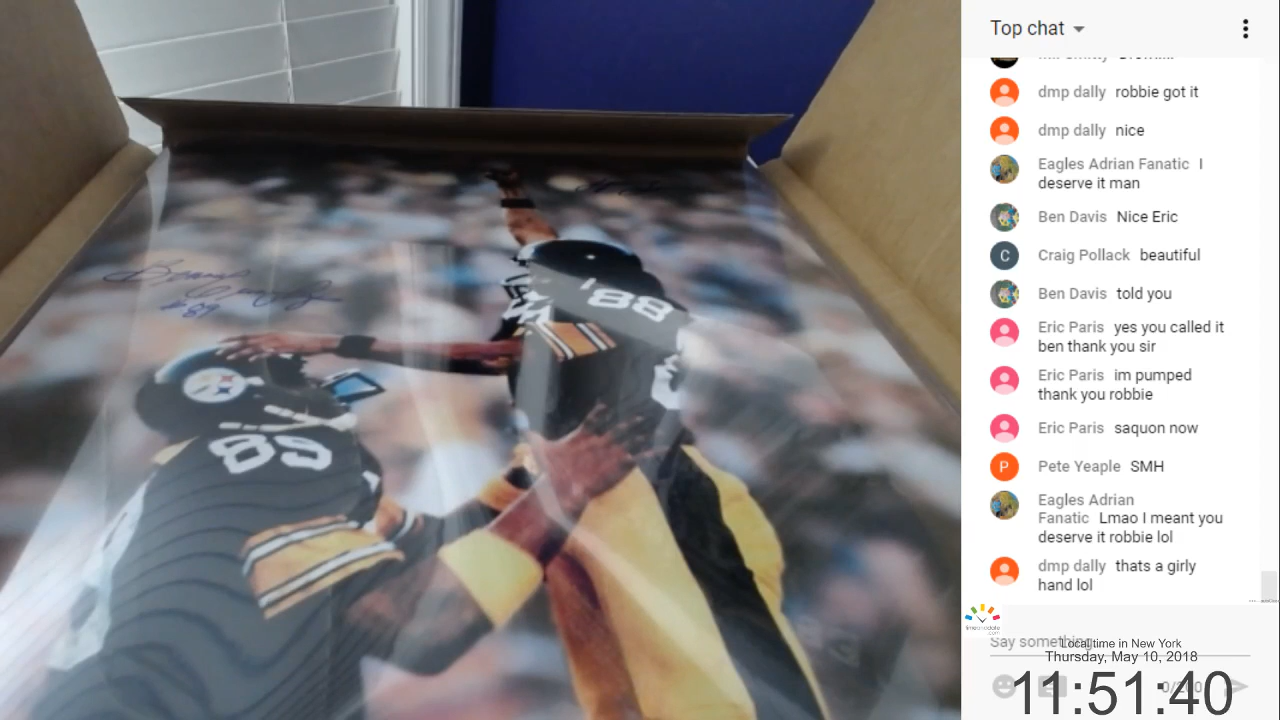 Top chat
dmp dally robbie got it
dmp dally nice
Eagles Adrian Fanatic I
deserve it man
Ben Davis Nice Eric
C
Craig Pollack beautiful
Ben Davis told you
Eric Paris yes you called it
ben thank you sir
Eric Paris im pumped
thank you robbie
Eric Paris saquon now
P
Pete Yeaple SMH
Eagles Adrian
Fanatic Lmao I meant you
deserve it robbie lol
dmp dally thats a girly
hand lol
Say something
Local time in New York
Thursday, May 10, 2018
11:51:40
88
#89
89